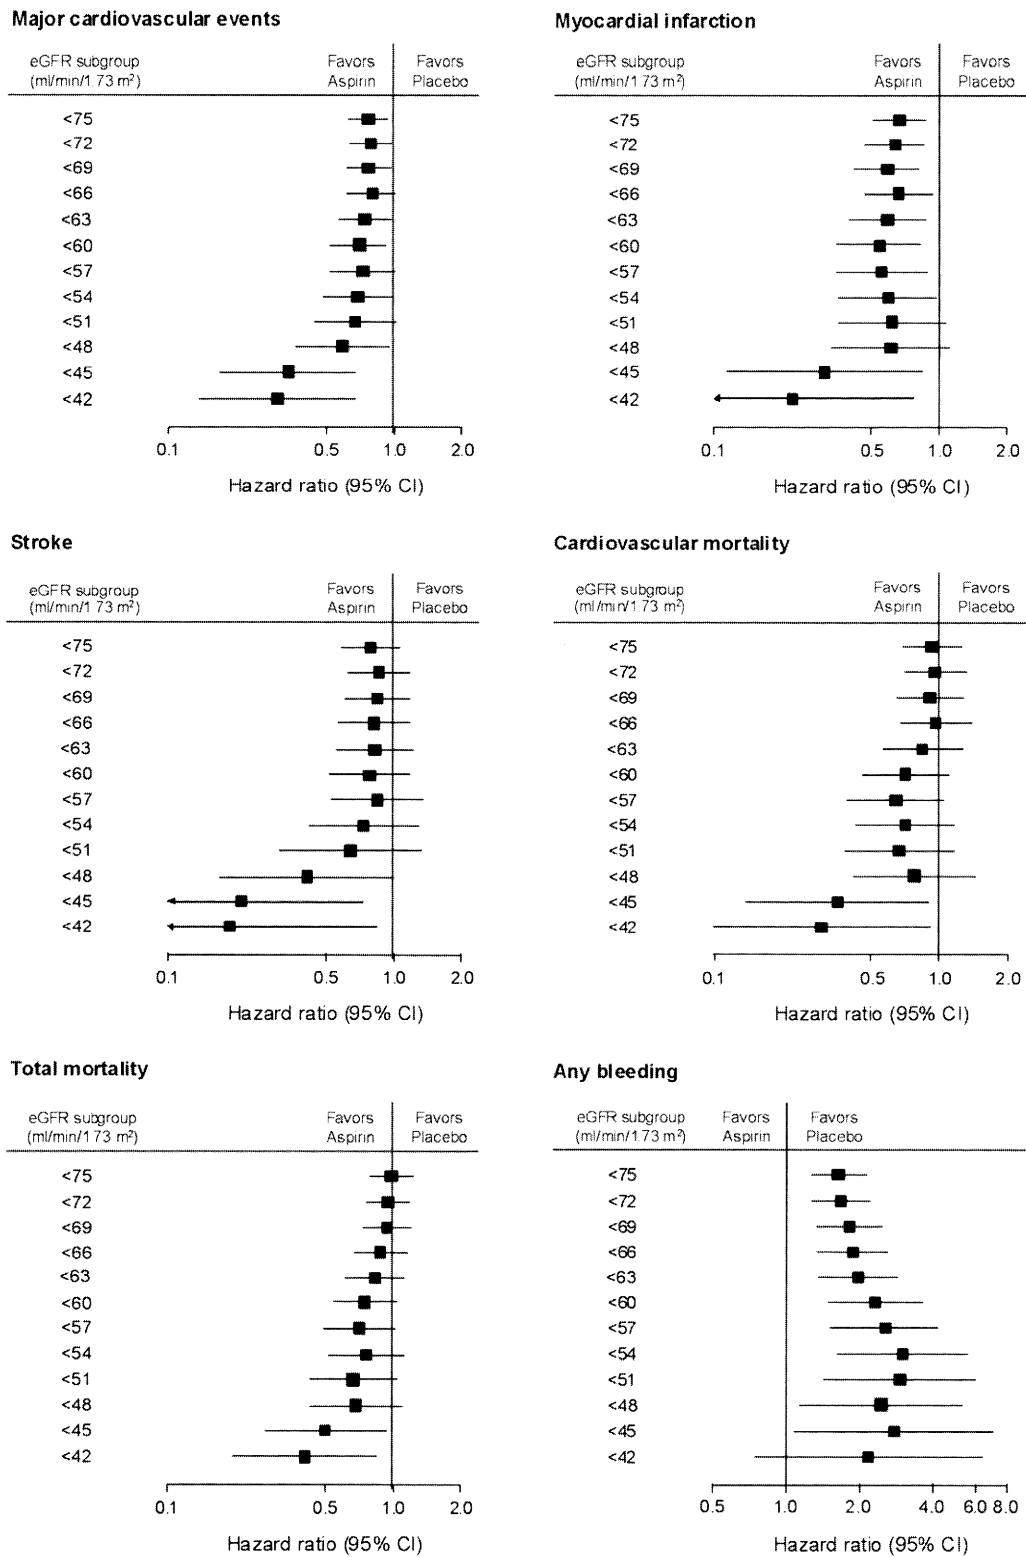 Major cardiovascular events
eGFR subgroup Favors Favors
(ml/min/1.73 m²) Aspirin Placebo
<75
<72
<69
<66
<63
<60
<57
<54
<51
<48
<45
<42
0.1 0.5 1.0 2.0
Hazard ratio (95% CI)
Myocardial infarction
eGFR subgroup Favors Favors
(ml/min/1.73 m²) Aspirin Placebo
<75
<72
<69
<66
<63
<60
<57
<54
<51
<48
<45
<42
0.1 0.5 1.0 2.0
Hazard ratio (95% CI)
Stroke
eGFR subgroup Favors Favors
(ml/min/1.73 m²) Aspirin Placebo
<75
<72
<69
<66
<63
<60
<57
<54
<51
<48
<45
<42
0.1 0.5 1.0 2.0
Hazard ratio (95% CI)
Cardiovascular mortality
eGFR subgroup Favors Favors
(ml/min/1.73 m²) Aspirin Placebo
<75
<72
<69
<66
<63
<60
<57
<54
<51
<48
<45
<42
0.1 0.5 1.0 2.0
Hazard ratio (95% CI)
Total mortality
eGFR subgroup Favors Favors
(ml/min/1.73 m²) Aspirin Placebo
<75
<72
<69
<66
<63
<60
<57
<54
<51
<48
<45
<42
0.1 0.5 1.0 2.0
Hazard ratio (95% CI)
Any bleeding
eGFR subgroup Favors Favors
(ml/min/1.73 m²) Aspirin Placebo
<75
<72
<69
<66
<63
<60
<57
<54
<51
<48
<45
<42
0.5 1.0 2.0 4.0 6.0 8.0
Hazard ratio (95% CI)